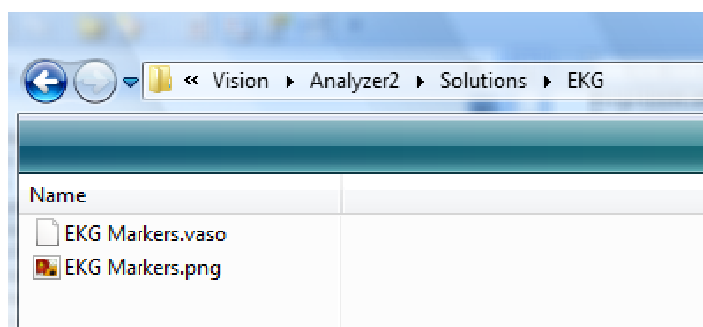 « Vision ▸ Analyzer2 ▸ Solutions ▸ EKG
Name
EKG Markers.vaso
EKG Markers.png